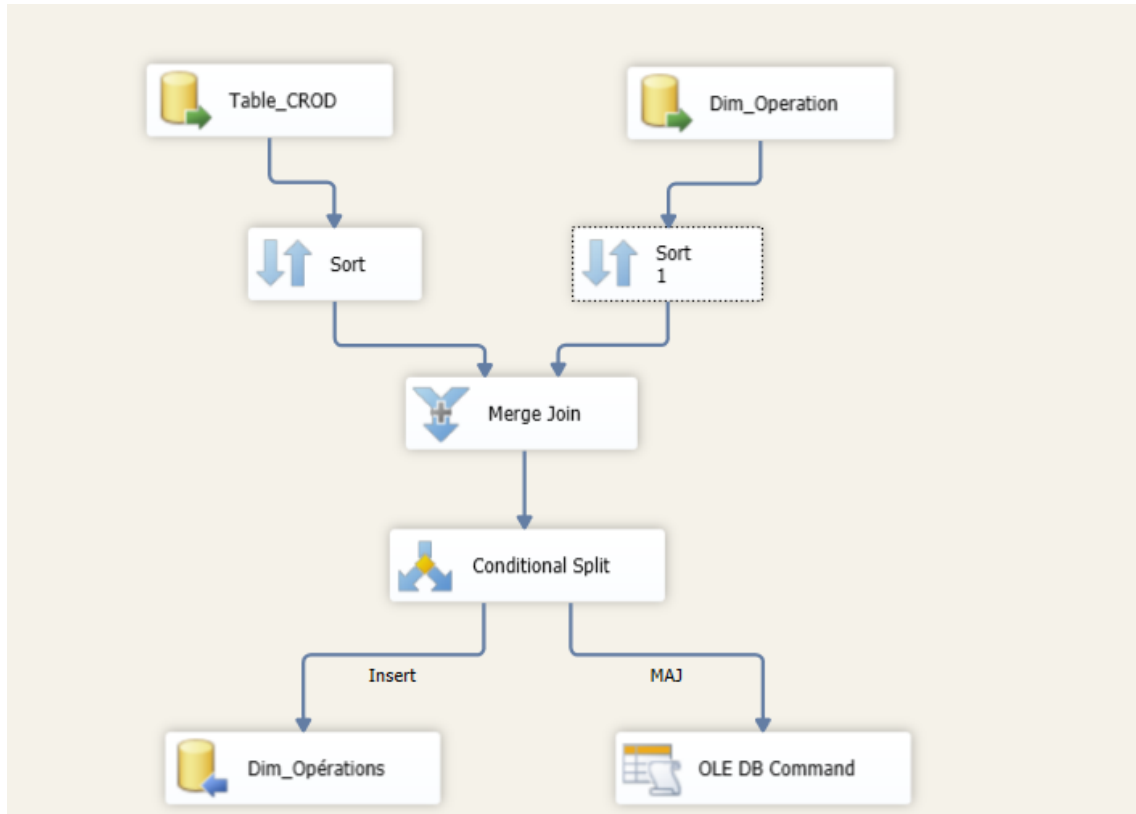 Table_CROD
Dim_Operation
Sort
Sort
1
Merge Join
Conditional Split
Insert
MAJ
Dim_Opérations
OLE DB Command